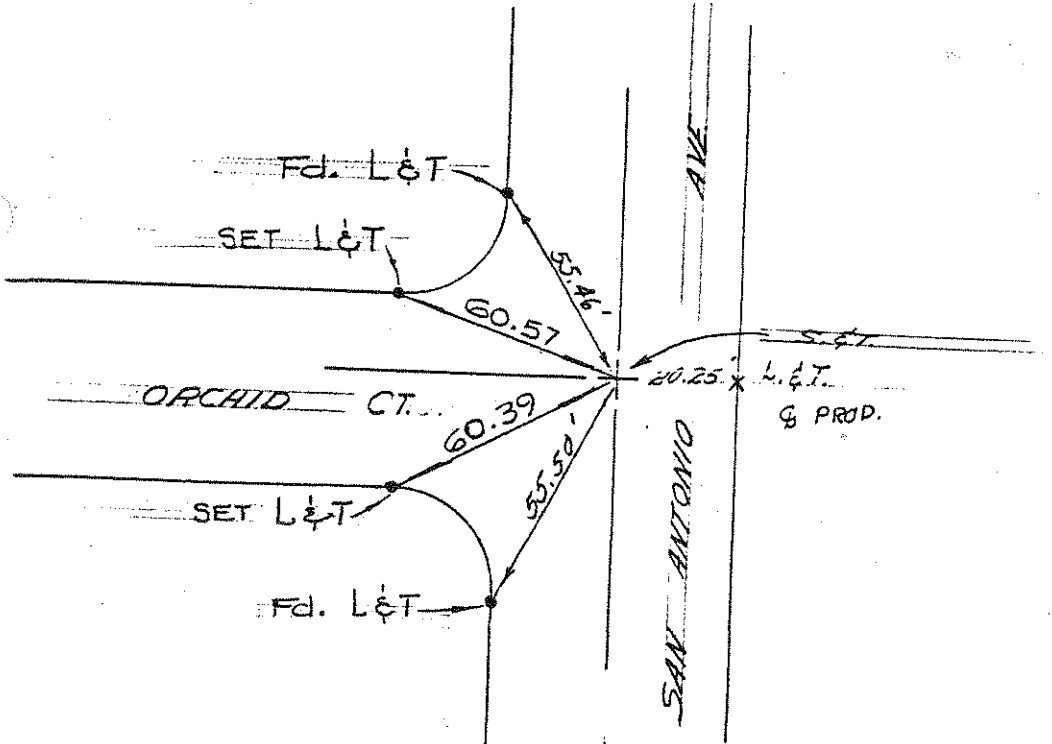 Fd. L&T
SET L&T
AVE
55.46'
60.57
S.&T.
20.25' L.&T.
℄ PROD.
ORCHID CT.
60.39
55.50'
SET L&T
SAN ANTONIO
Fd. L&T